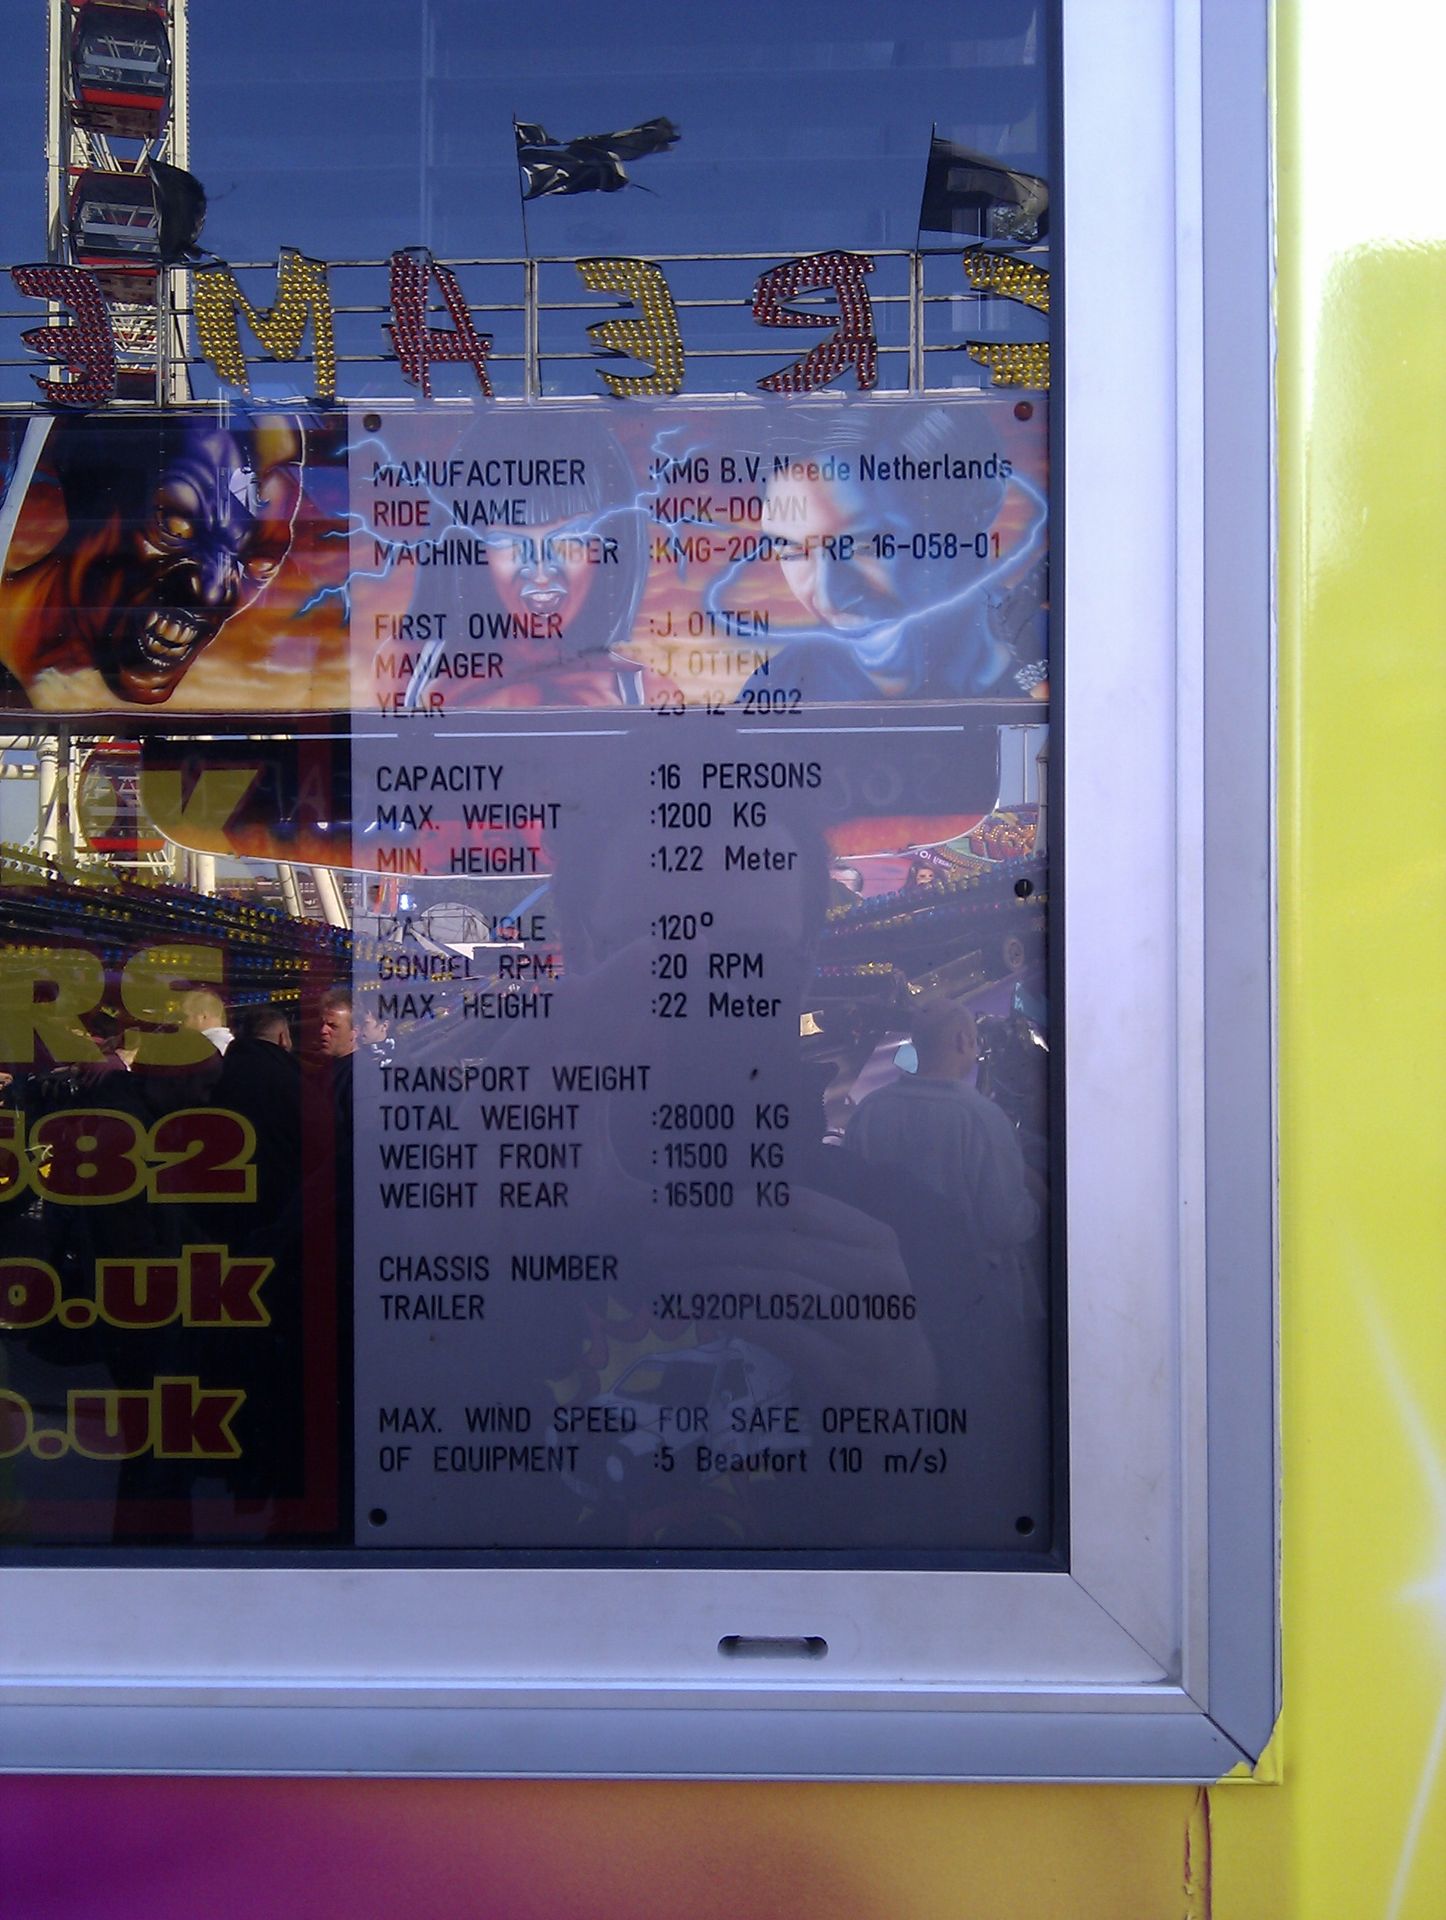 EXTREME
MANUFACTURER :KMG B.V. Neede Netherlands
RIDE NAME :KICK-DOWN
MACHINE NUMBER :KMG-2002-FRB-16-058-01
FIRST OWNER :J. OTTEN
MANAGER :J. OTTEN
YEAR :23-12-2002
CAPACITY :16 PERSONS
MAX. WEIGHT :1200 KG
MIN. HEIGHT :1,22 Meter
MAX. ANGLE :120°
GONDEL RPM. :20 RPM
MAX. HEIGHT :22 Meter
TRANSPORT WEIGHT
TOTAL WEIGHT :28000 KG
WEIGHT FRONT :11500 KG
WEIGHT REAR :16500 KG
CHASSIS NUMBER
TRAILER :XL920PL052L001066
MAX. WIND SPEED FOR SAFE OPERATION
OF EQUIPMENT :5 Beaufort (10 m/s)
K
RS
582
o.uk
o.uk